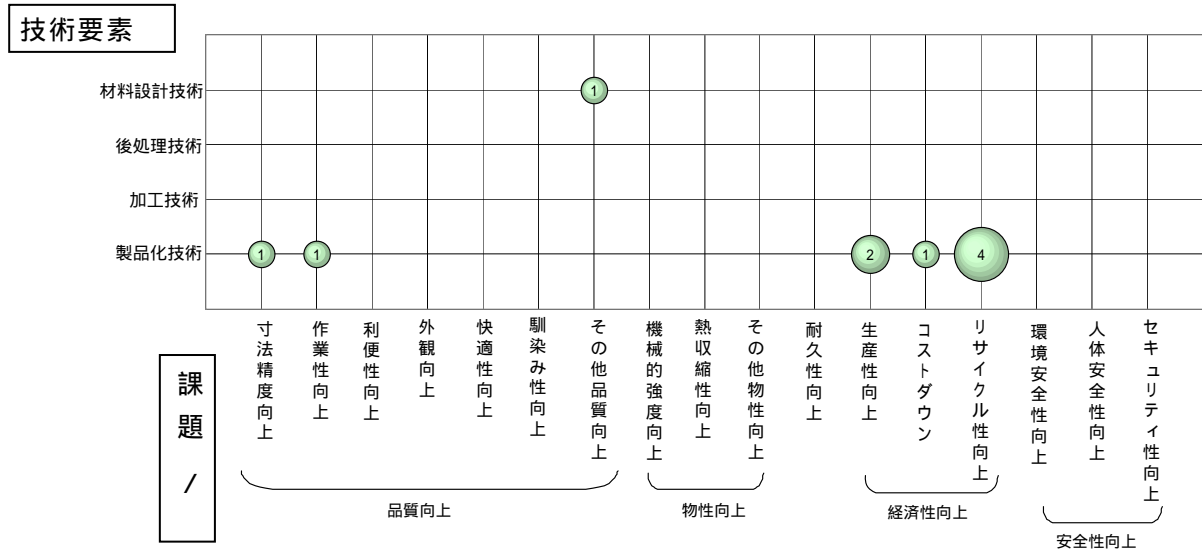 技術要素
材料設計技術
1
後処理技術
加工技術
製品化技術
1
1
2
1
4
寸法精度向上
作業性向上
利便性向上
外観向上
快適性向上
馴染み性向上
その他品質向上
機械的強度向上
熱収縮性向上
その他物性向上
耐久性向上
生産性向上
コストダウン
リサイクル性向上
環境安全性向上
人体安全性向上
セキュリティ性向上
課題/
品質向上
物性向上
経済性向上
安全性向上